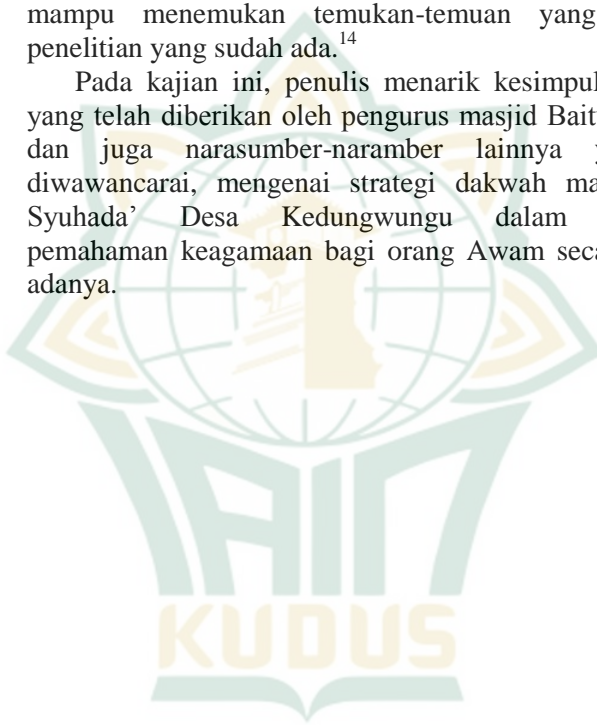 mampu menemukan temukan-temuan yang
penelitian yang sudah ada.14
Pada kajian ini, penulis menarik kesimpul
yang telah diberikan oleh pengurus masjid Bait
dan juga narasumber-naramber lainnya y
diwawancarai, mengenai strategi dakwah ma
Syuhada’ Desa Kedungwungu dalam
pemahaman keagamaan bagi orang Awam seca
adanya.
IAIN
KUDUS